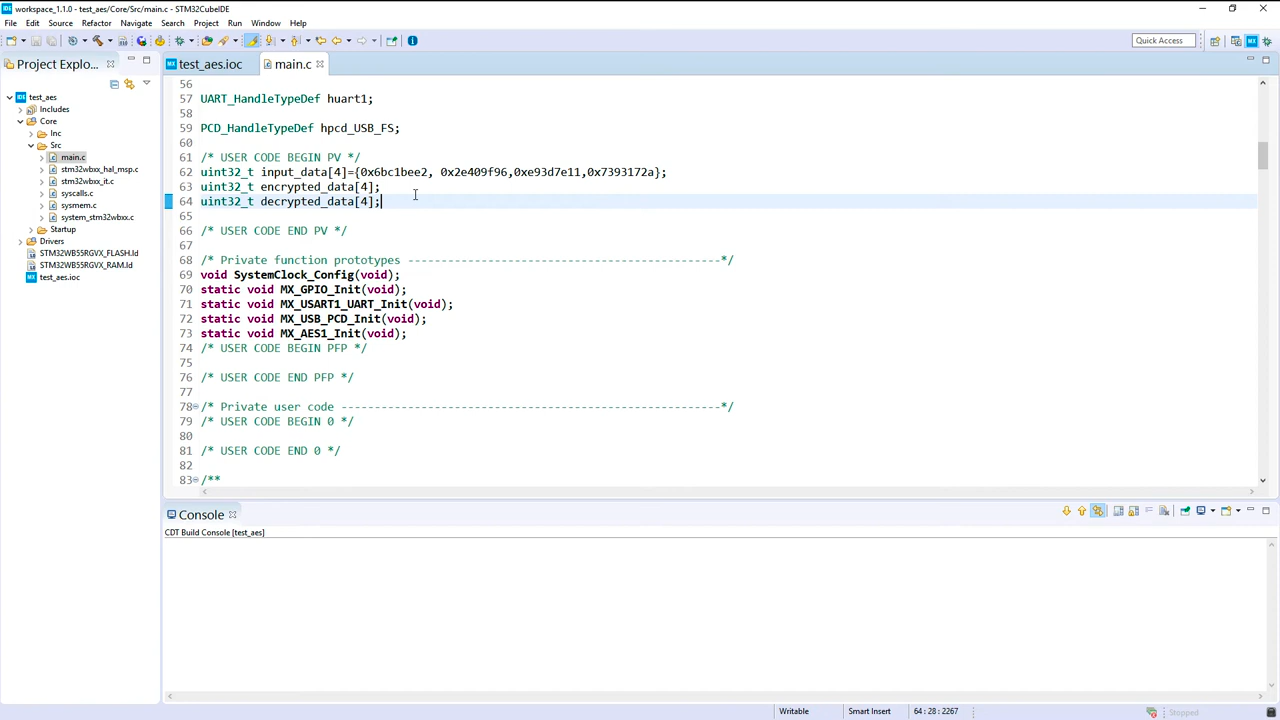 workspace_1.1.0 - test_aes/Core/Src/main.c - STM32CubeIDE
File Edit Source Refactor Navigate Search Project Run Window Help
Quick Access
Project Explo...
test_aes
Includes
Core
Inc
Src
main.c
stm32wbxx_hal_msp.c
stm32wbxx_it.c
syscalls.c
sysmem.c
system_stm32wbxx.c
Startup
Drivers
STM32WB55RGVX_FLASH.ld
STM32WB55RGVX_RAM.ld
test_aes.ioc
test_aes.ioc main.c
56
57 UART_HandleTypeDef huart1;
58
59 PCD_HandleTypeDef hpcd_USB_FS;
60
61 /* USER CODE BEGIN PV */
62 uint32_t input_data[4]={0x6bc1bee2, 0x2e409f96,0xe93d7e11,0x7393172a};
63 uint32_t encrypted_data[4];
64 uint32_t decrypted_data[4];
65
66 /* USER CODE END PV */
67
68 /* Private function prototypes -----------------------------------------------*/
69 void SystemClock_Config(void);
70 static void MX_GPIO_Init(void);
71 static void MX_USART1_UART_Init(void);
72 static void MX_USB_PCD_Init(void);
73 static void MX_AES1_Init(void);
74 /* USER CODE BEGIN PFP */
75
76 /* USER CODE END PFP */
77
78 /* Private user code ---------------------------------------------------------*/
79 /* USER CODE BEGIN 0 */
80
81 /* USER CODE END 0 */
82
83 /**
Console
CDT Build Console [test_aes]
Writable Smart Insert 64 : 28 : 2267 Stopped